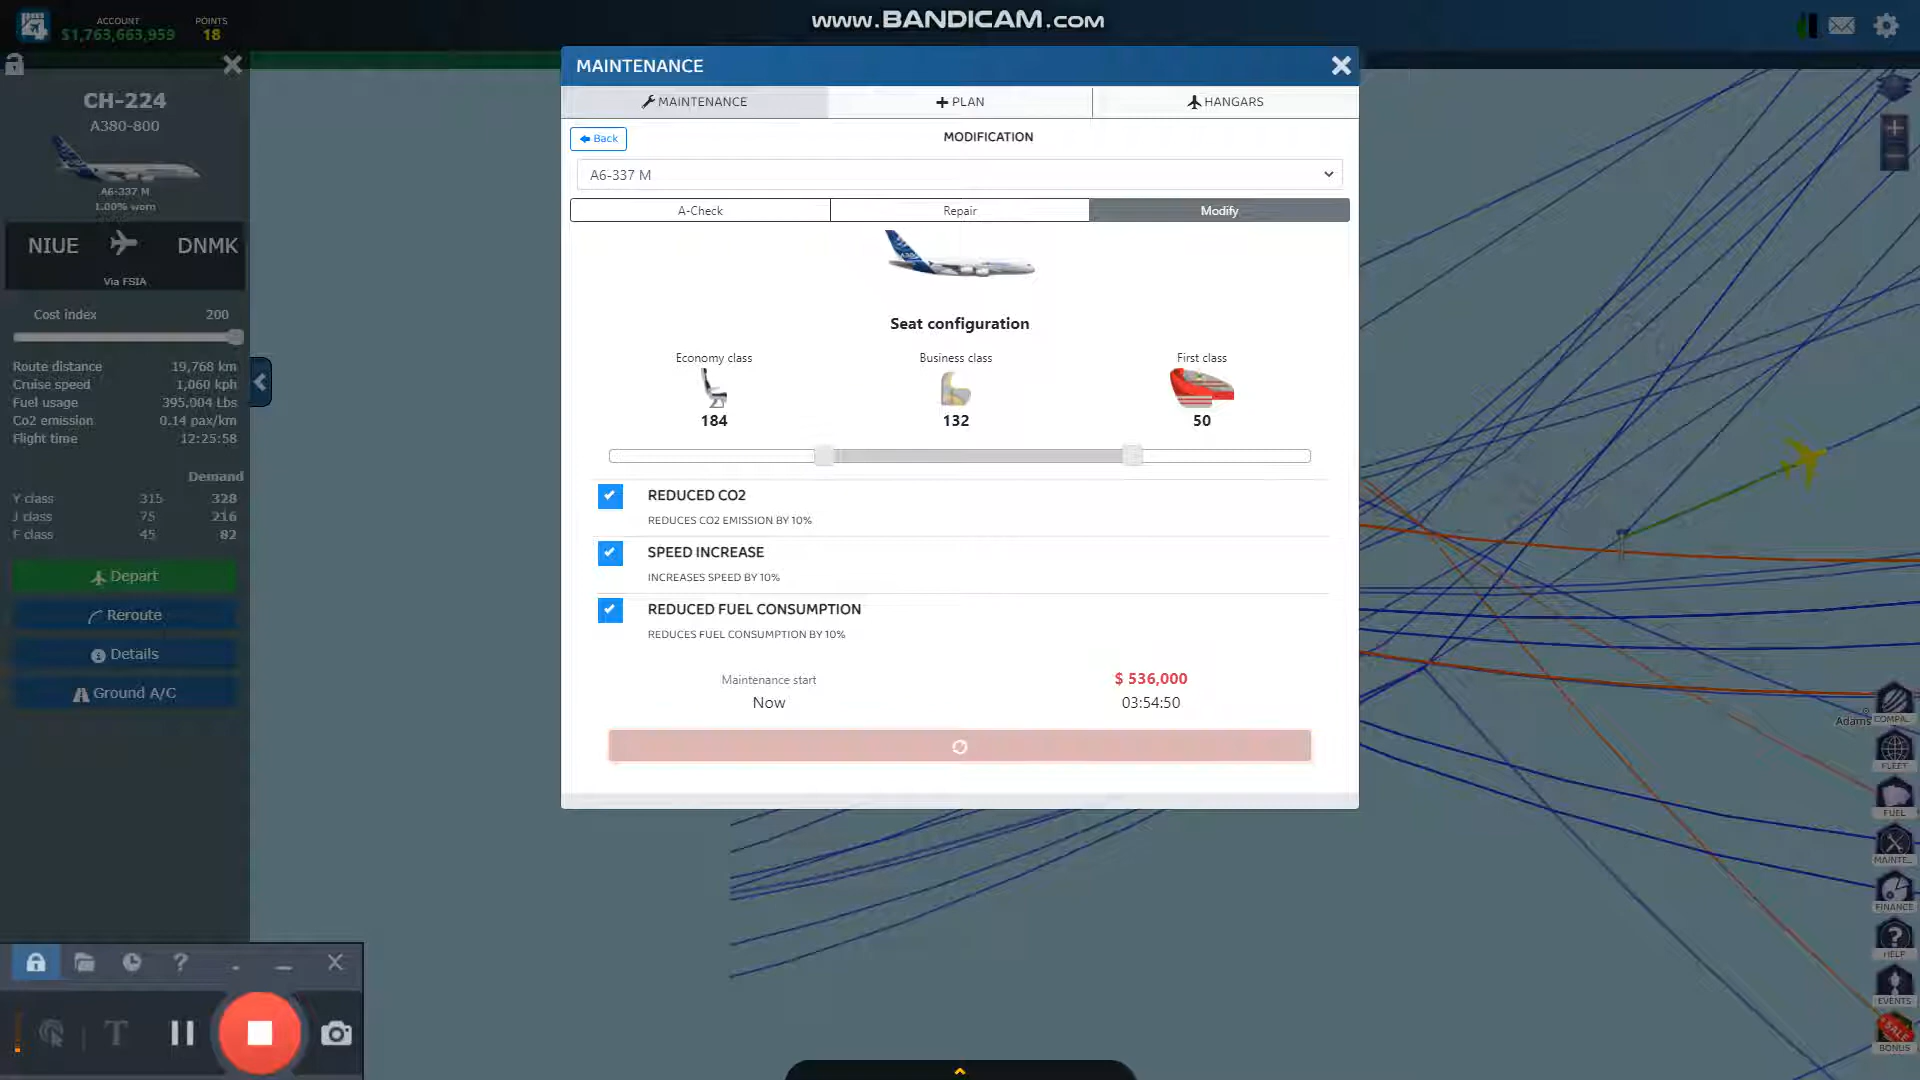 www.BANDICAM.com
ACCOUNT
$1,763,663,959
POINTS
18
CH-224
A380-800
A6-337 M
1.00% worn
NIUE DNMK
Via FSIA
Cost index 200
Route distance 19,768 km
Cruise speed 1,060 kph
Fuel usage 395,004 Lbs
Co2 emission 0.14 pax/km
Flight time 12:25:58
Demand
Y class 315 328
J class 75 216
F class 45 82
Depart
Reroute
Details
Ground A/C
MAINTENANCE
MAINTENANCE PLAN HANGARS
Back
MODIFICATION
A6-337 M
A-Check Repair Modify
Seat configuration
Economy class Business class First class
184 132 50
REDUCED CO2
REDUCES CO2 EMISSION BY 10%
SPEED INCREASE
INCREASES SPEED BY 10%
REDUCED FUEL CONSUMPTION
REDUCES FUEL CONSUMPTION BY 10%
Maintenance start $ 536,000
Now 03:54:50
Adams
COMPA...
FLEET
FUEL
MAINTE...
FINANCE
HELP
EVENTS
SALE
BONUS